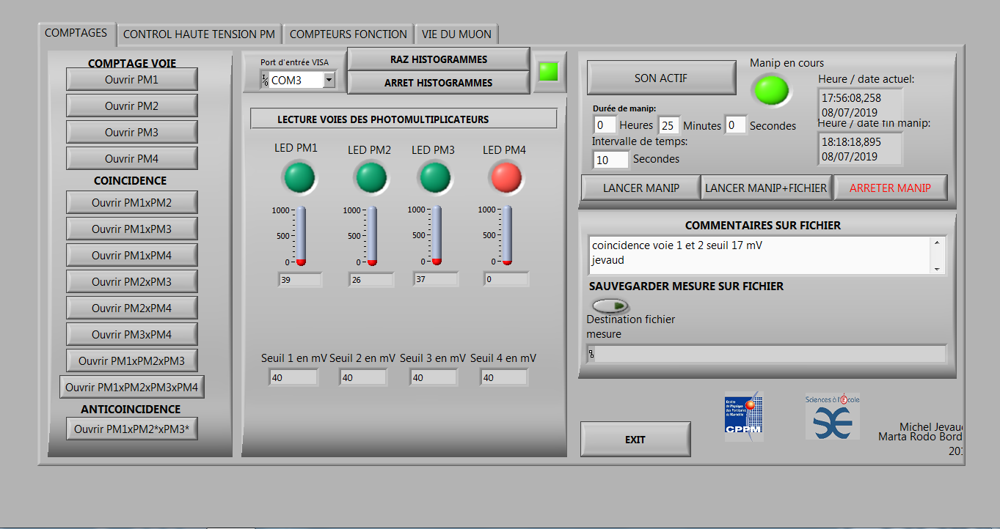 COMPTAGES
CONTROL HAUTE TENSION PM
COMPTEURS FONCTION
VIE DU MUON
COMPTAGE VOIE
Ouvrir PM1
Ouvrir PM2
Ouvrir PM3
Ouvrir PM4
COINCIDENCE
Ouvrir PM1xPM2
Ouvrir PM1xPM3
Ouvrir PM1xPM4
Ouvrir PM2xPM3
Ouvrir PM2xPM4
Ouvrir PM3xPM4
Ouvrir PM1xPM2xPM3
Ouvrir PM1xPM2xPM3xPM4
ANTICOINCIDENCE
Ouvrir PM1xPM2*xPM3*
Port d'entrée VISA
COM3
RAZ HISTOGRAMMES
ARRET HISTOGRAMMES
LECTURE VOIES DES PHOTOMULTIPLICATEURS
LED PM1 LED PM2 LED PM3 LED PM4
1000 1000 1000 1000
500 500 500 500
0 0 0 0
39 26 37 0
Seuil 1 en mV Seuil 2 en mV Seuil 3 en mV Seuil 4 en mV
40 40 40 40
SON ACTIF
Manip en cours
Heure / date actuel:
17:56:08,258
08/07/2019
Heure / date fin manip:
18:18:18,895
08/07/2019
Durée de manip:
0 Heures 25 Minutes 0 Secondes
Intervalle de temps:
10 Secondes
LANCER MANIP
LANCER MANIP+FICHIER
ARRETER MANIP
COMMENTAIRES SUR FICHIER
coincidence voie 1 et 2 seuil 17 mV
jevaud
SAUVEGARDER MESURE SUR FICHIER
Destination fichier
mesure
EXIT
Centre
de Physique
des Particules
de Marseille
CPPM
Sciences à l'École
Michel Jevau
Marta Rodo Bord
201